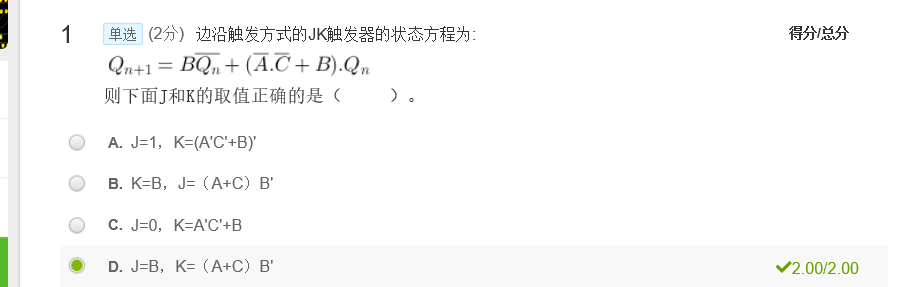 1 单选 (2分) 边沿触发方式的JK触发器的状态方程为: 得分/总分
$Q_{n+1} = B\overline{Q_n} + (\overline{A}.\overline{C} + B).Q_n$
则下面J和K的取值正确的是（ ）。
A. J=1，K=(A'C'+B)'
B. K=B，J=（A+C）B'
C. J=0，K=A'C'+B
D. J=B，K=（A+C）B' 2.00/2.00